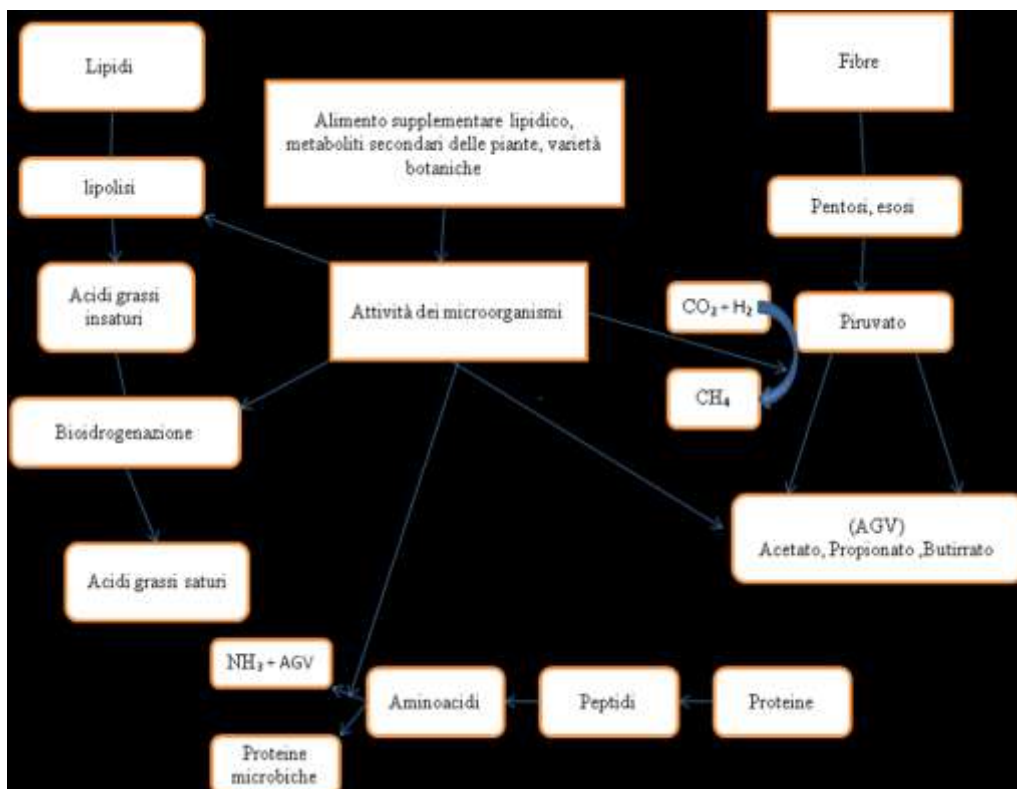 Lipidi
Fibre
Alimento supplementare lipidico,
metaboliti secondari delle piante, varietà
botaniche
lipolisi
Pentosi, esosi
Acidi grassi
insaturi
Attività dei microorganismi
CO₂ + H₂
Piruvato
CH₄
Bioidrogenazione
(AGV)
Acetato, Propionato ,Butirrato
Acidi grassi saturi
NH₃ + AGV
Aminoacidi
Peptidi
Proteine
Proteine
microbiche